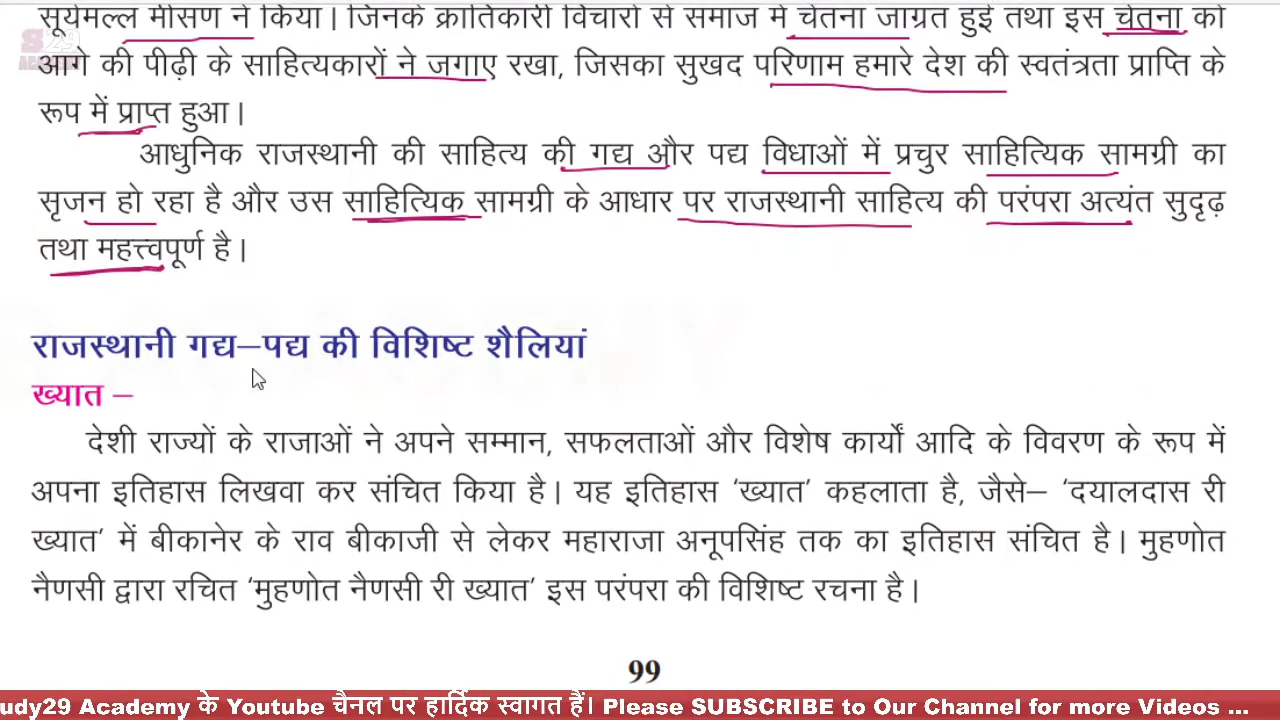 सूर्यमल्ल मीसण ने किया। जिनके क्रांतिकारी विचारों से समाज में चेतना जाग्रत हुई तथा इस चेतना को
आगे की पीढ़ी के साहित्यकारों ने जगाए रखा, जिसका सुखद परिणाम हमारे देश की स्वतंत्रता प्राप्ति के
रूप में प्राप्त हुआ।
आधुनिक राजस्थानी की साहित्य की गद्य और पद्य विधाओं में प्रचुर साहित्यिक सामग्री का
सृजन हो रहा है और उस साहित्यिक सामग्री के आधार पर राजस्थानी साहित्य की परंपरा अत्यंत सुदृढ़
तथा महत्त्वपूर्ण है।
राजस्थानी गद्य–पद्य की विशिष्ट शैलियां
ख्यात –
देशी राज्यों के राजाओं ने अपने सम्मान, सफलताओं और विशेष कार्यों आदि के विवरण के रूप में
अपना इतिहास लिखवा कर संचित किया है। यह इतिहास ‘ख्यात’ कहलाता है, जैसे– ‘दयालदास री
ख्यात’ में बीकानेर के राव बीकाजी से लेकर महाराजा अनूपसिंह तक का इतिहास संचित है। मुहणोत
नैणसी द्वारा रचित ‘मुहणोत नैणसी री ख्यात’ इस परंपरा की विशिष्ट रचना है।
99
udy29 Academy के Youtube चैनल पर हार्दिक स्वागत हैं। Please SUBSCRIBE to Our Channel for more Videos ...
S29
ACADEMY